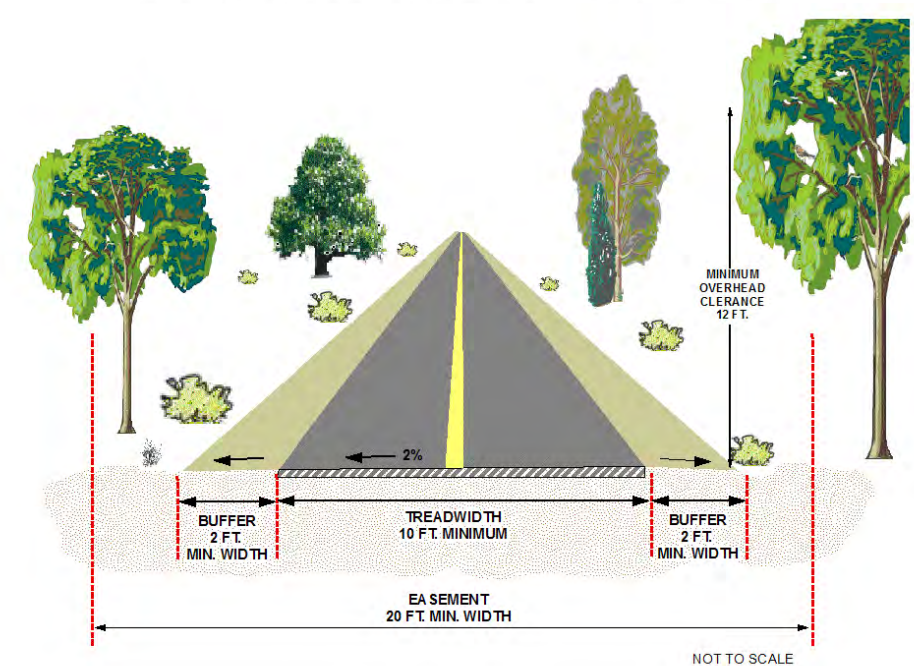 MINIMUM
OVERHEAD
CLERANCE
12 FT.
2%
BUFFER
2 FT.
MIN. WIDTH
TREADWIDTH
10 FT. MINIMUM
BUFFER
2 FT.
MIN. WIDTH
EASEMENT
20 FT. MIN. WIDTH
NOT TO SCALE